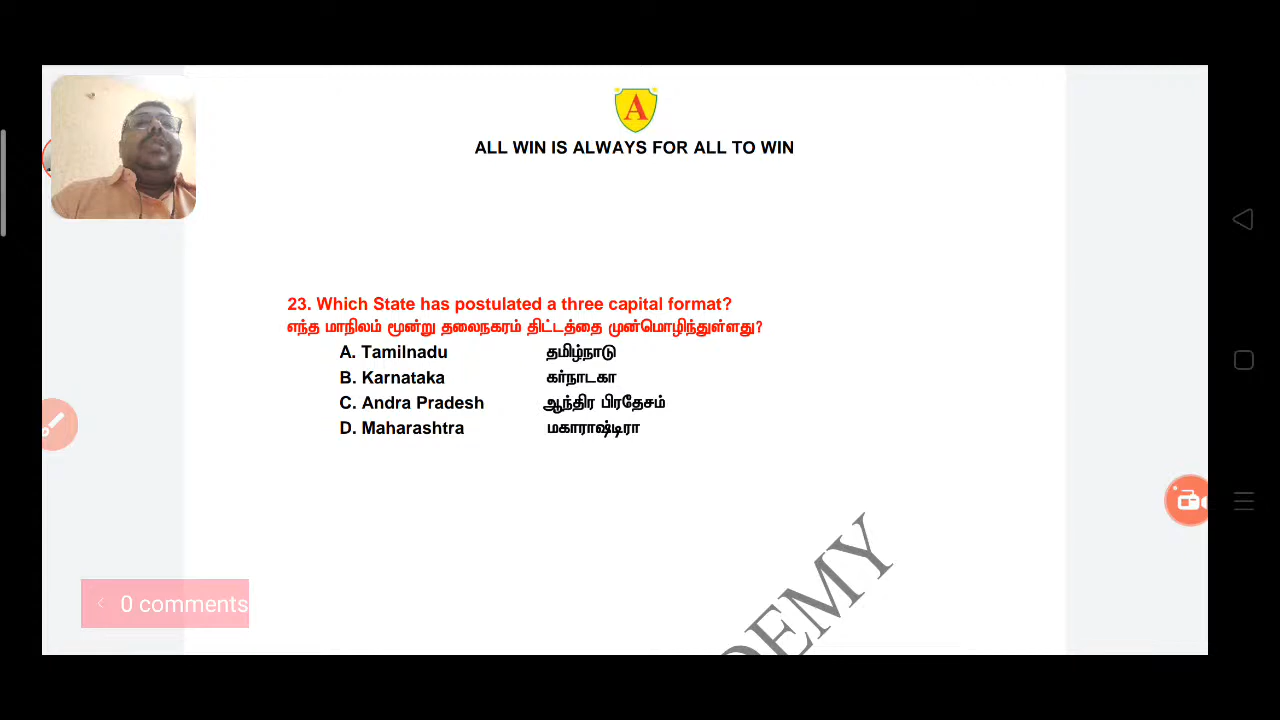 A
ALL WIN IS ALWAYS FOR ALL TO WIN
23. Which State has postulated a three capital format?
எந்த மாநிலம் மூன்று தலைநகரம் திட்டத்தை முன்மொழிந்துள்ளது?
A. Tamilnadu தமிழ்நாடு
B. Karnataka கர்நாடகா
C. Andra Pradesh ஆந்திர பிரதேசம்
D. Maharashtra மகாராஷ்டிரா
0 comments